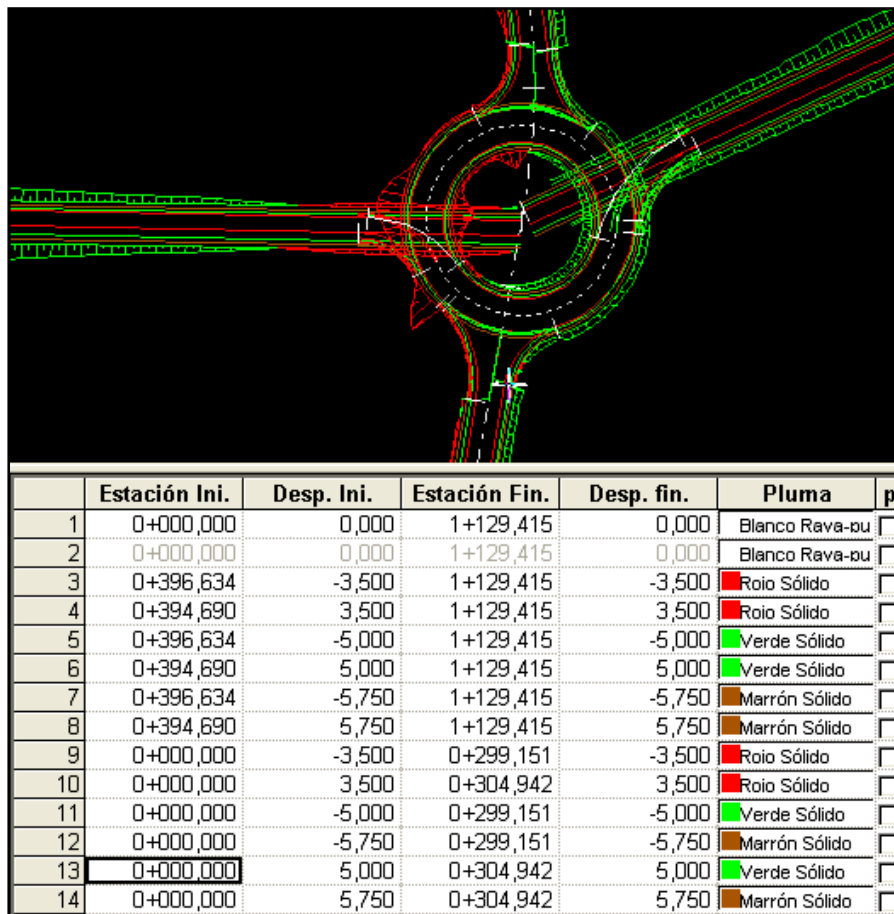 Estación Ini. Desp. Ini. Estación Fin. Desp. fin. Pluma p
1 0+000,000 0,000 1+129,415 0,000 Blanco Raya-pu
2 0+000,000 0,000 1+129,415 0,000 Blanco Raya-pu
3 0+396,634 -3,500 1+129,415 -3,500 Rojo Sólido
4 0+394,690 3,500 1+129,415 3,500 Rojo Sólido
5 0+396,634 -5,000 1+129,415 -5,000 Verde Sólido
6 0+394,690 5,000 1+129,415 5,000 Verde Sólido
7 0+396,634 -5,750 1+129,415 -5,750 Marrón Sólido
8 0+394,690 5,750 1+129,415 5,750 Marrón Sólido
9 0+000,000 -3,500 0+299,151 -3,500 Rojo Sólido
10 0+000,000 3,500 0+304,942 3,500 Rojo Sólido
11 0+000,000 -5,000 0+299,151 -5,000 Verde Sólido
12 0+000,000 -5,750 0+299,151 -5,750 Marrón Sólido
13 0+000,000 5,000 0+304,942 5,000 Verde Sólido
14 0+000,000 5,750 0+304,942 5,750 Marrón Sólido